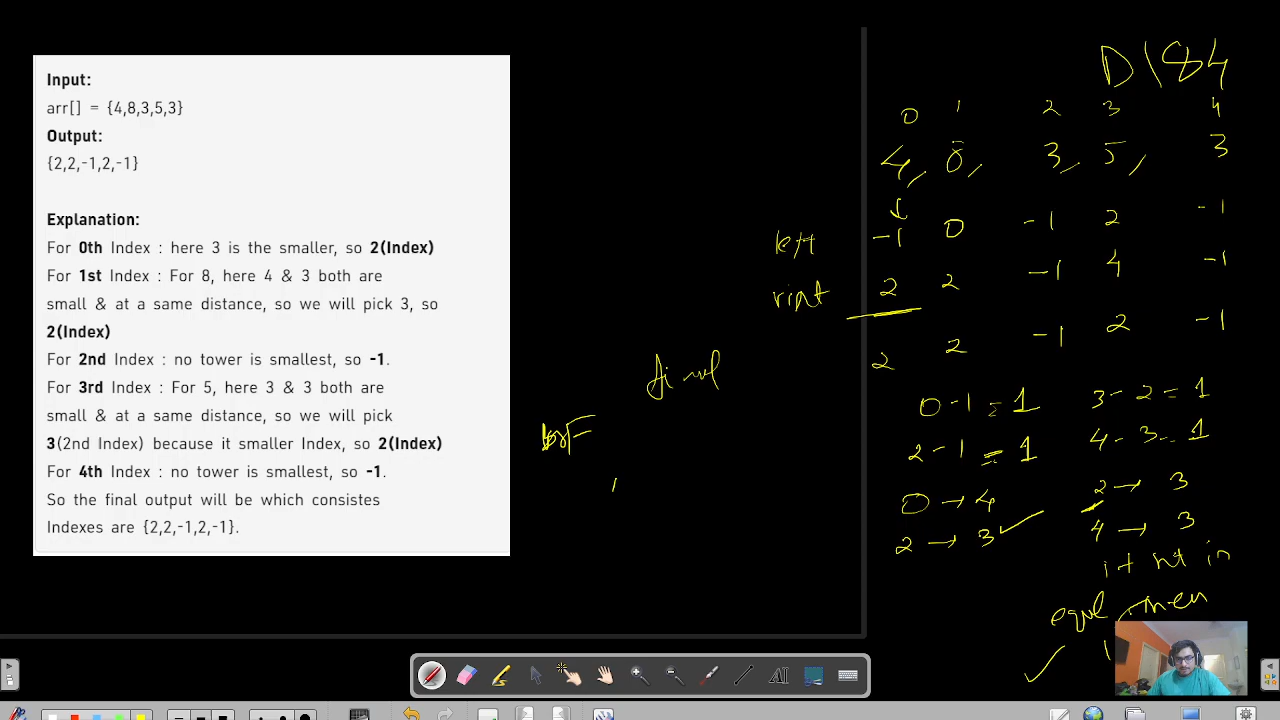 Input:
arr[] = {4,8,3,5,3}
Output:
{2,2,-1,2,-1}
Explanation:
For 0th Index : here 3 is the smaller, so 2(Index)
For 1st Index : For 8, here 4 & 3 both are
small & at a same distance, so we will pick 3, so
2(Index)
For 2nd Index : no tower is smallest, so -1.
For 3rd Index : For 5, here 3 & 3 both are
small & at a same distance, so we will pick
3(2nd Index) because it smaller Index, so 2(Index)
For 4th Index : no tower is smallest, so -1.
So the final output will be which consistes
Indexes are {2,2,-1,2,-1}.
D184
0 1 2 3 4
4, 8, 3, 5, 3
left -1 0 -1 2 -1
right 2 2 -1 4 -1
2 2 -1 2 -1
final
0-1=1 3-2=1
2-1=1 4-3=1
0→4 2→3
2→3 4→3
if not in
equal then